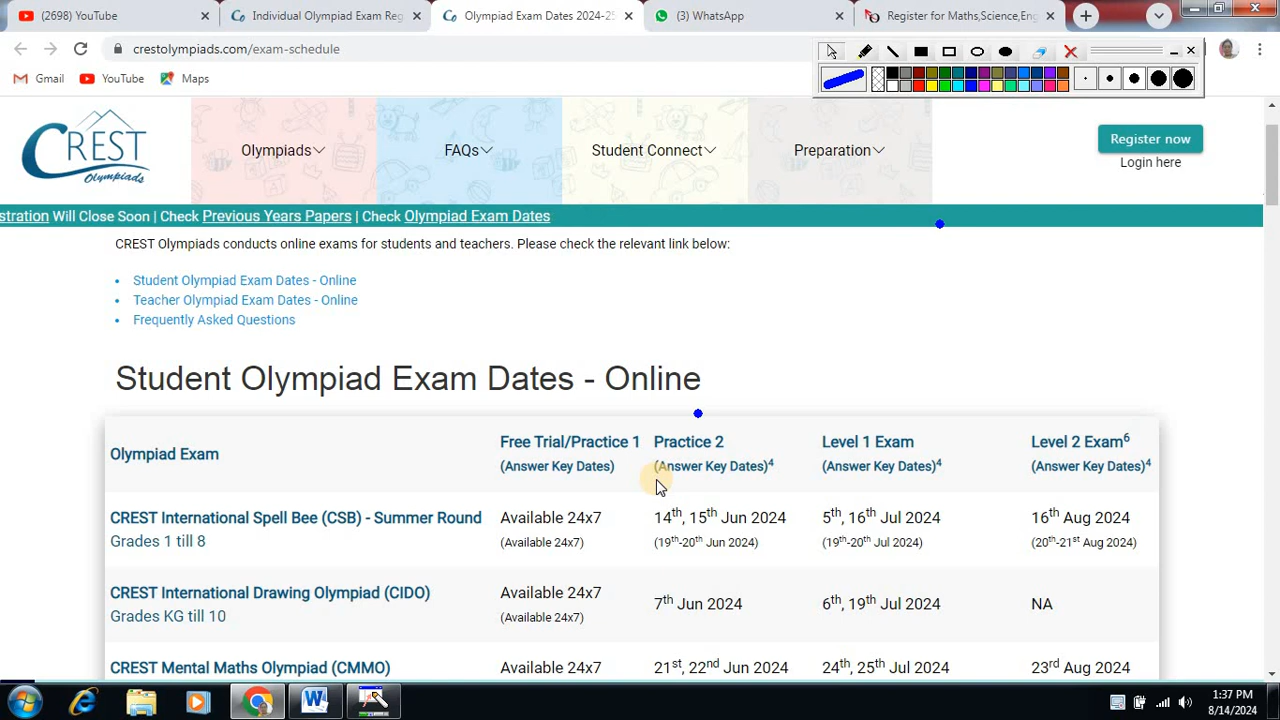 (2698) YouTube
Individual Olympiad Exam Reg
Olympiad Exam Dates 2024-25
(3) WhatsApp
Register for Maths,Science,Eng
crestolympiads.com/exam-schedule
Gmail
YouTube
Maps
CREST
Olympiads
Olympiads
FAQs
Student Connect
Preparation
Register now
Login here
stration Will Close Soon | Check Previous Years Papers | Check Olympiad Exam Dates
CREST Olympiads conducts online exams for students and teachers. Please check the relevant link below:
• Student Olympiad Exam Dates - Online
• Teacher Olympiad Exam Dates - Online
• Frequently Asked Questions
Student Olympiad Exam Dates - Online
Olympiad Exam
Free Trial/Practice 1
(Answer Key Dates)
Practice 2
(Answer Key Dates)4
Level 1 Exam
(Answer Key Dates)4
Level 2 Exam6
(Answer Key Dates)4
CREST International Spell Bee (CSB) - Summer Round
Grades 1 till 8
Available 24x7
(Available 24x7)
14th, 15th Jun 2024
(19th-20th Jun 2024)
5th, 16th Jul 2024
(19th-20th Jul 2024)
16th Aug 2024
(20th-21st Aug 2024)
CREST International Drawing Olympiad (CIDO)
Grades KG till 10
Available 24x7
(Available 24x7)
7th Jun 2024
6th, 19th Jul 2024
NA
CREST Mental Maths Olympiad (CMMO)
Available 24x7
21st, 22nd Jun 2024
24th, 25th Jul 2024
23rd Aug 2024
1:37 PM
8/14/2024